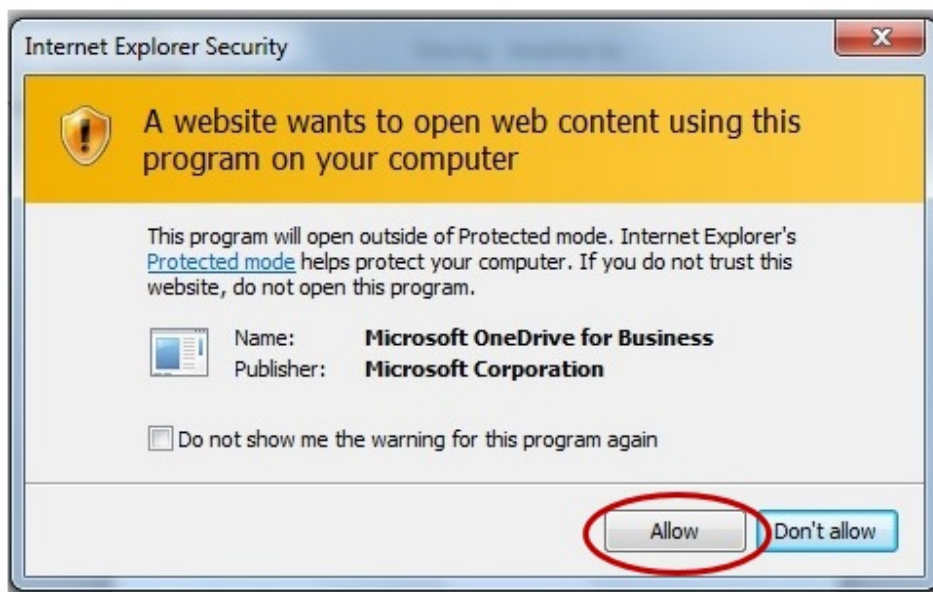 Internet Explorer Security
A website wants to open web content using this
program on your computer
This program will open outside of Protected mode. Internet Explorer's
Protected mode helps protect your computer. If you do not trust this
website, do not open this program.
Name: Microsoft OneDrive for Business
Publisher: Microsoft Corporation
Do not show me the warning for this program again
Allow Don't allow